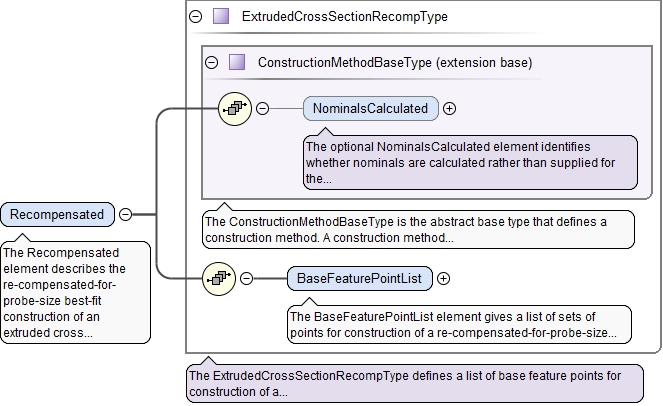 ExtrudedCrossSectionRecompType
ConstructionMethodBaseType (extension base)
NominalsCalculated
The optional NominalsCalculated element identifies
whether nominals are calculated rather than supplied for
the...
Recompensated
The Recompensated
element describes the
re-compensated-for-
probe-size best-fit
construction of an
extruded cross...
The ConstructionMethodBaseType is the abstract base type that defines a
construction method. A construction method...
BaseFeaturePointList
The BaseFeaturePointList element gives a list of sets of
points for construction of a re-compensated-for-probe-size...
The ExtrudedCrossSectionRecompType defines a list of base feature points for
construction of a...